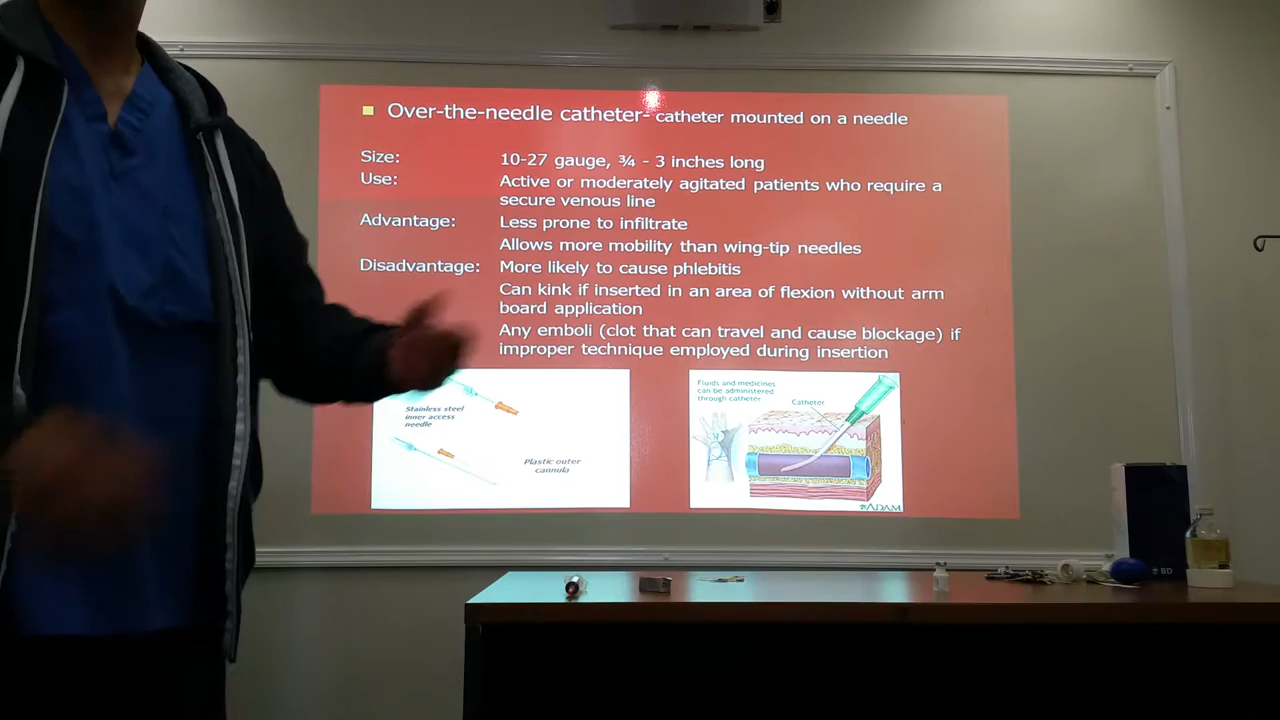 Over-the-needle catheter- catheter mounted on a needle
Size: 10-27 gauge, ¾ - 3 inches long
Use: Active or moderately agitated patients who require a
secure venous line
Advantage: Less prone to infiltrate
Allows more mobility than wing-tip needles
Disadvantage: More likely to cause phlebitis
Can kink if inserted in an area of flexion without arm
board application
Any emboli (clot that can travel and cause blockage) if
improper technique employed during insertion
Stainless steel
inner access
needle
Plastic outer
cannula
Fluids and medicines
can be administered
through catheter
Catheter
ADAM
BD